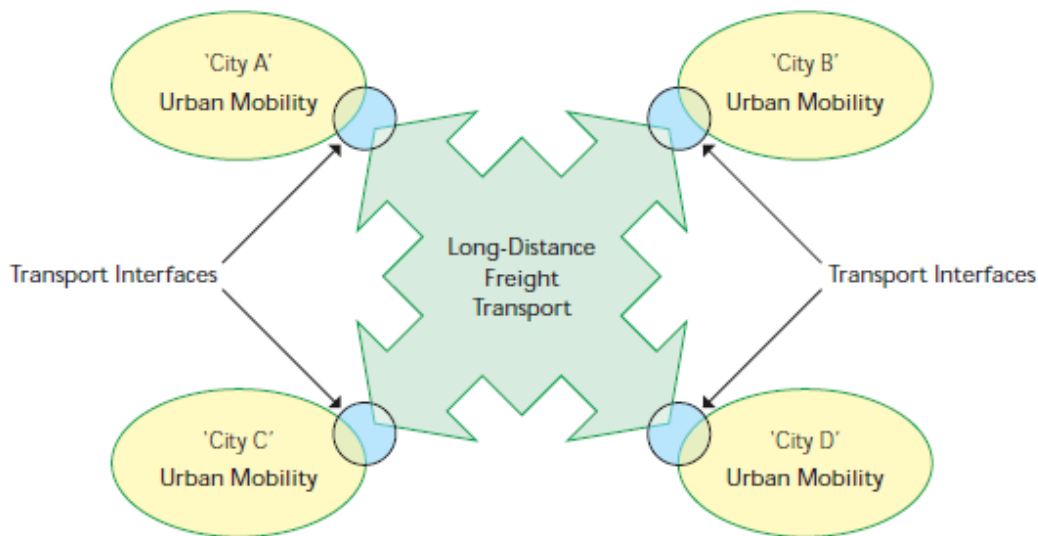 'City A'
Urban Mobility
'City B'
Urban Mobility
Transport Interfaces
Long-Distance
Freight
Transport
Transport Interfaces
'City C'
Urban Mobility
'City D'
Urban Mobility